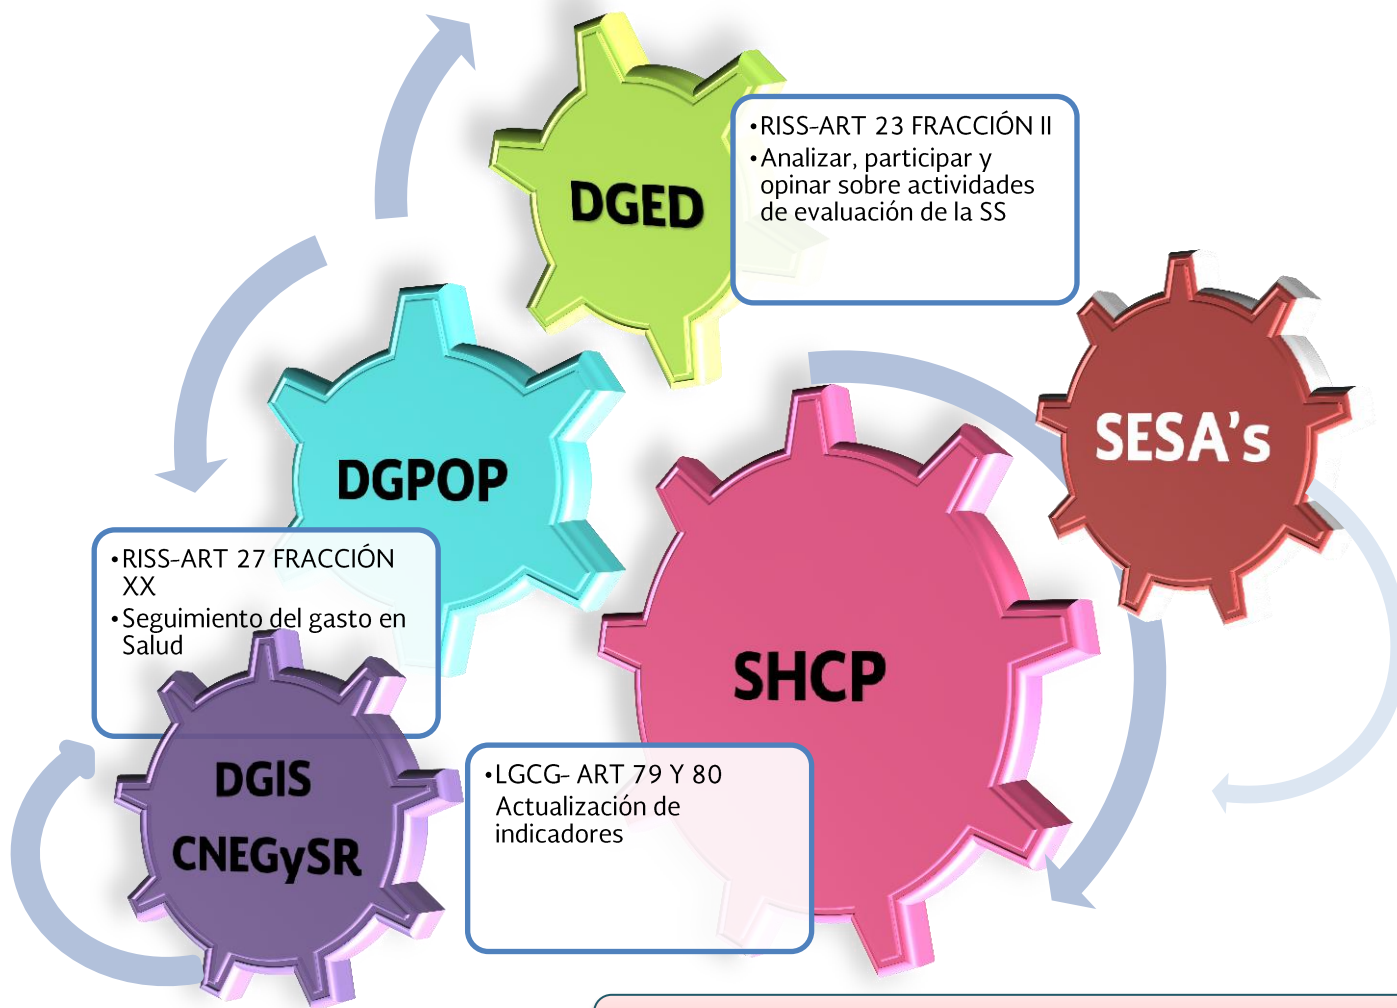 DGED
•RISS-ART 23 FRACCIÓN II
•Analizar, participar y
opinar sobre actividades
de evaluación de la SS
SESA’s
DGPOP
•RISS-ART 27 FRACCIÓN
XX
•Seguimiento del gasto en
Salud
SHCP
DGIS
CNEGySR
•LGCG- ART 79 Y 80
Actualización de
indicadores